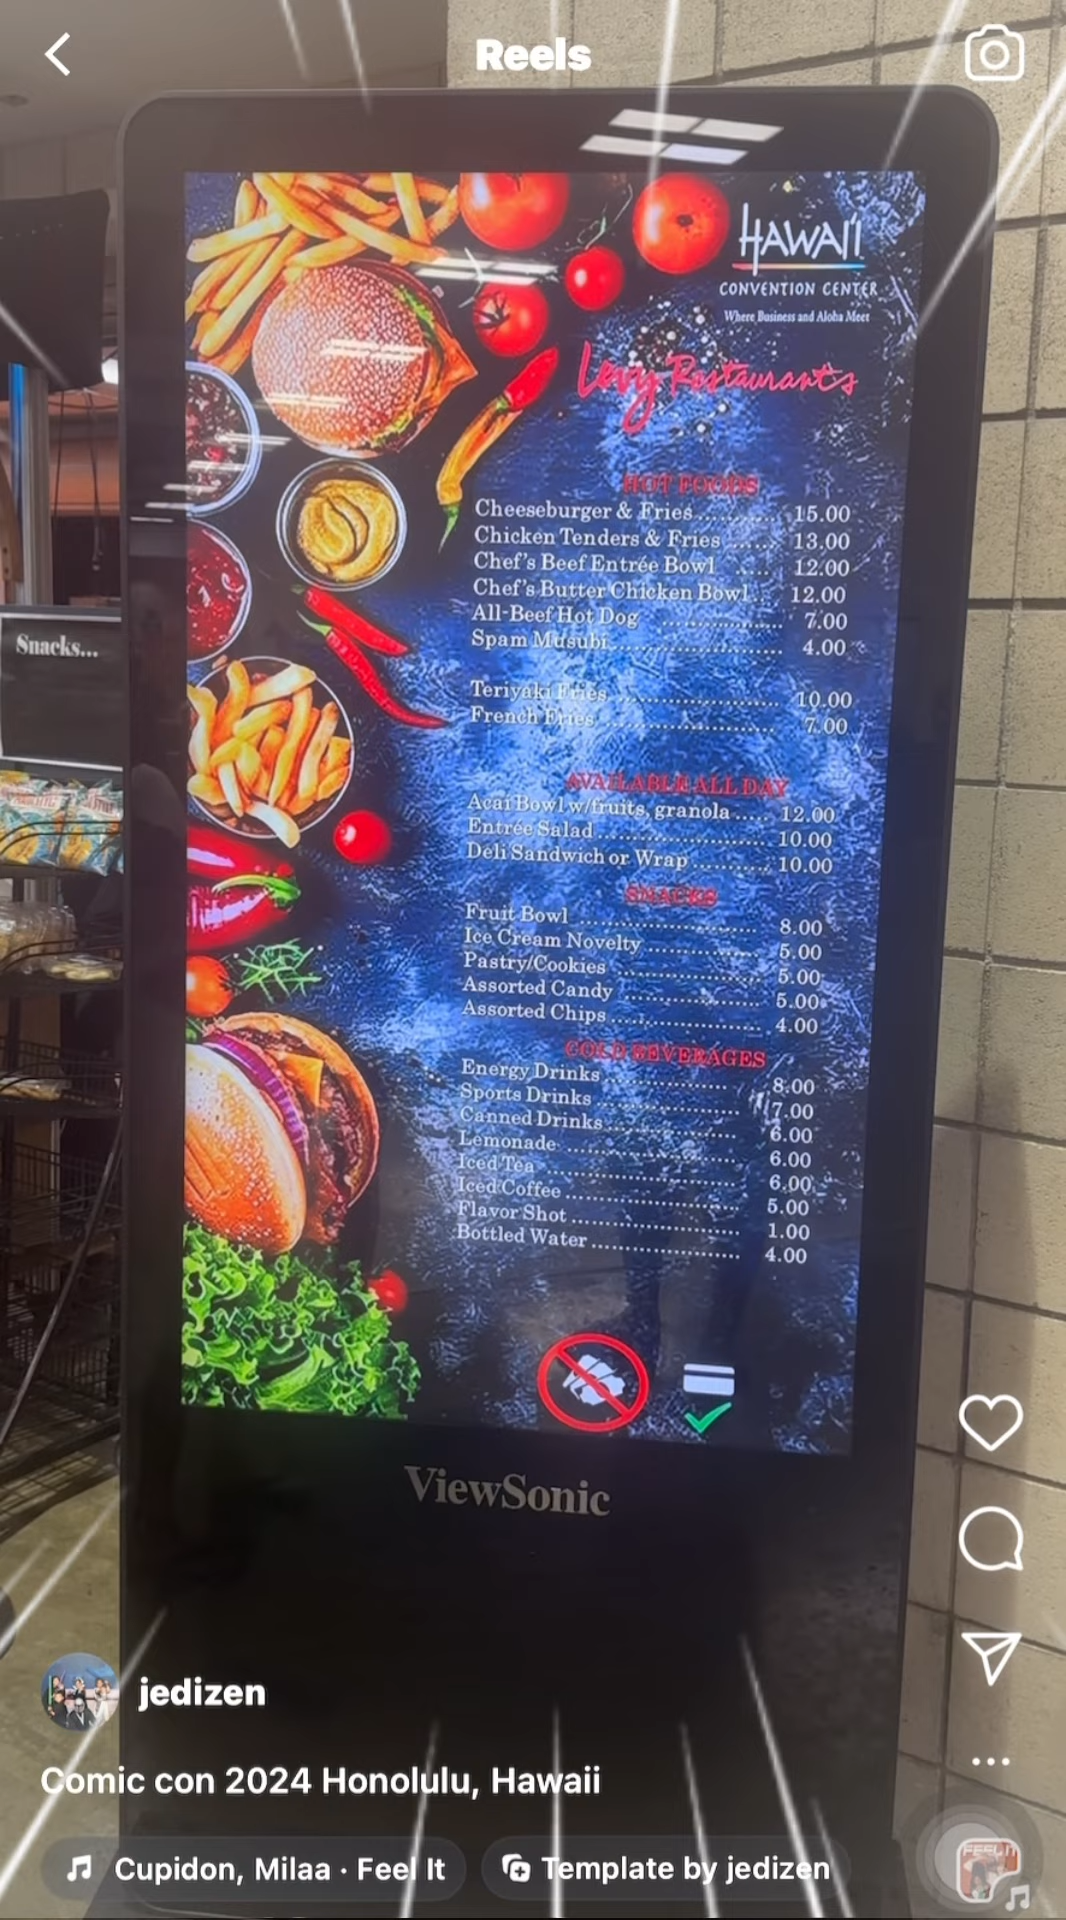 Reels
HAWAI'I
CONVENTION CENTER
Where Business and Aloha Meet
Levy Restaurants
HOT FOODS
Cheeseburger & Fries .......... 15.00
Chicken Tenders & Fries ....... 13.00
Chef's Beef Entrée Bowl ..... 12.00
Chef's Butter Chicken Bowl .. 12.00
All-Beef Hot Dog ................ 7.00
Spam Musubi ....................... 4.00
Teriyaki Fries ...................... 10.00
French Fries ....................... 7.00
AVAILABLE ALL DAY
Acaí Bowl w/fruits, granola ..... 12.00
Entrée Salad ........................ 10.00
Deli Sandwich or Wrap .......... 10.00
SNACKS
Fruit Bowl ......................... 8.00
Ice Cream Novelty ............... 5.00
Pastry/Cookies .................... 5.00
Assorted Candy .................. 5.00
Assorted Chips .................... 4.00
COLD BEVERAGES
Energy Drinks .................. 8.00
Sports Drinks .................... 7.00
Canned Drinks .................. 6.00
Lemonade ......................... 6.00
Iced Tea ........................... 6.00
Iced Coffee ....................... 5.00
Flavor Shot ....................... 1.00
Bottled Water .................... 4.00
Snacks...
ViewSonic
jedizen
Comic con 2024 Honolulu, Hawaii
Cupidon, Milaa · Feel It
Template by jedizen
FEEL IT